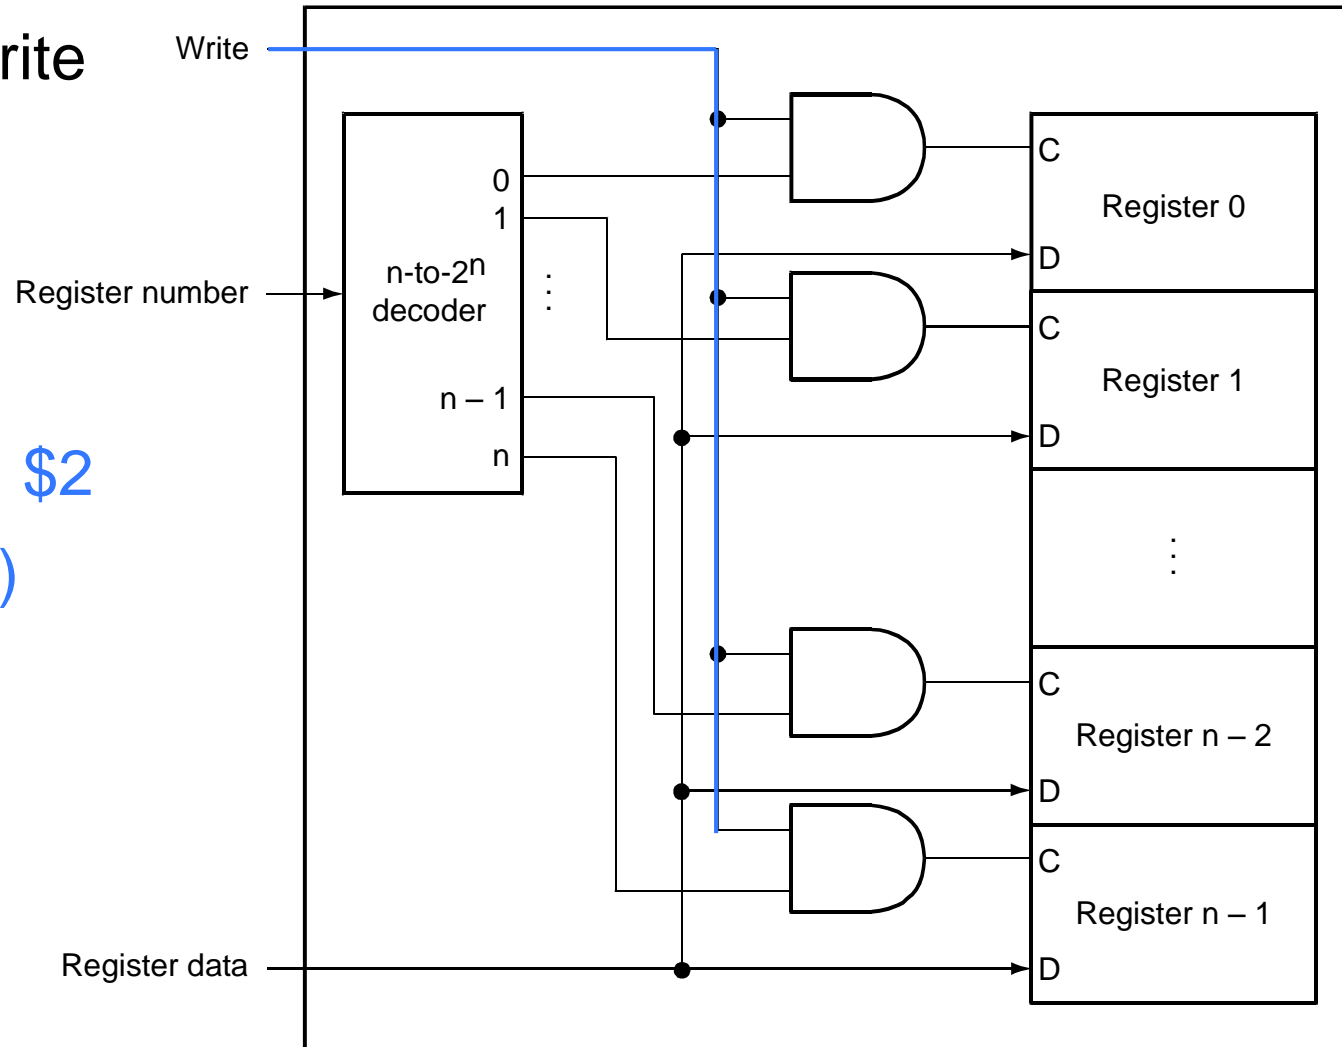 rite
Write
0
1
n-to-2n
decoder
⋮
Register number
n – 1
n
$2
)
C
Register 0
D
C
Register 1
D
⋮
C
Register n – 2
D
C
Register n – 1
D
Register data